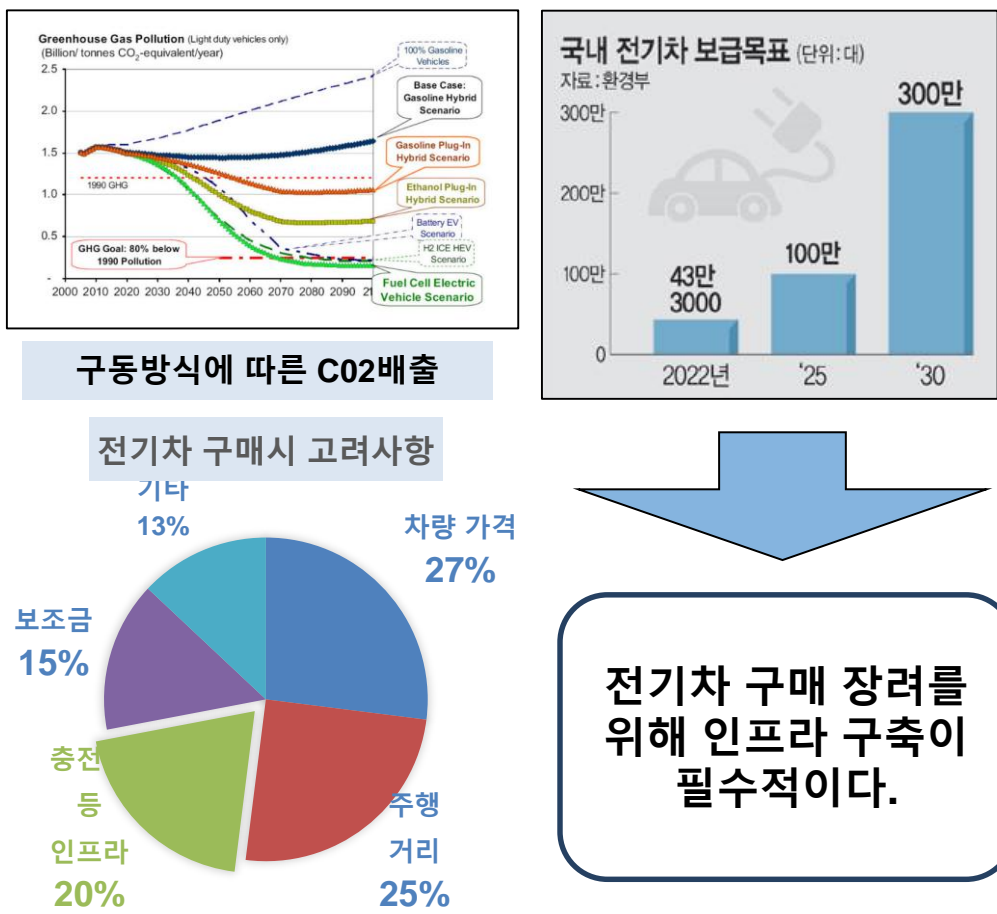 Greenhouse Gas Pollution (Light duty vehicles only)
(Billion/ tonnes CO2-equivalent/year)
2.5
2.0
1.5
1.0
0.5
-
2000 2010 2020 2030 2040 2050 2060 2070 2080 2090 21
100% Gasoline
Vehicles
Base Case:
Gasoline Hybrid
Scenario
Gasoline Plug-In
Hybrid Scenario
1990 GHG
Ethanol Plug-In
Hybrid Scenario
Battery EV
Scenario
H2 ICE HEV
Scenario
GHG Goal: 80% below
1990 Pollution
Fuel Cell Electric
Vehicle Scenario
구동방식에 따른 C02배출
국내 전기차 보급목표 (단위:대)
자료:환경부
300만
200만
100만
0
43만
3000
100만
300만
2022년 '25 '30
전기차 구매시 고려사항
기타
13%
차량 가격
27%
보조금
15%
충전
등
인프라
20%
주행
거리
25%
전기차 구매 장려를
위해 인프라 구축이
필수적이다.